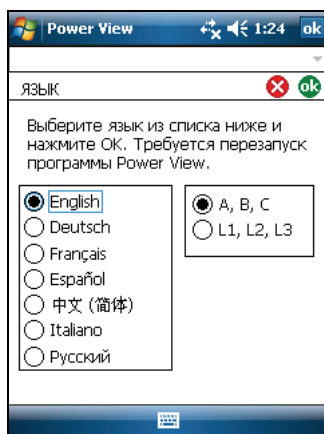 Power View 1:24 ok
ЯЗЫК ok
Выберите язык из списка ниже и
нажмите ОК. Требуется перезапуск
программы Power View.
English
Deutsch
Français
Español
中文 (简体)
Italiano
Русский
A, B, C
L1, L2, L3